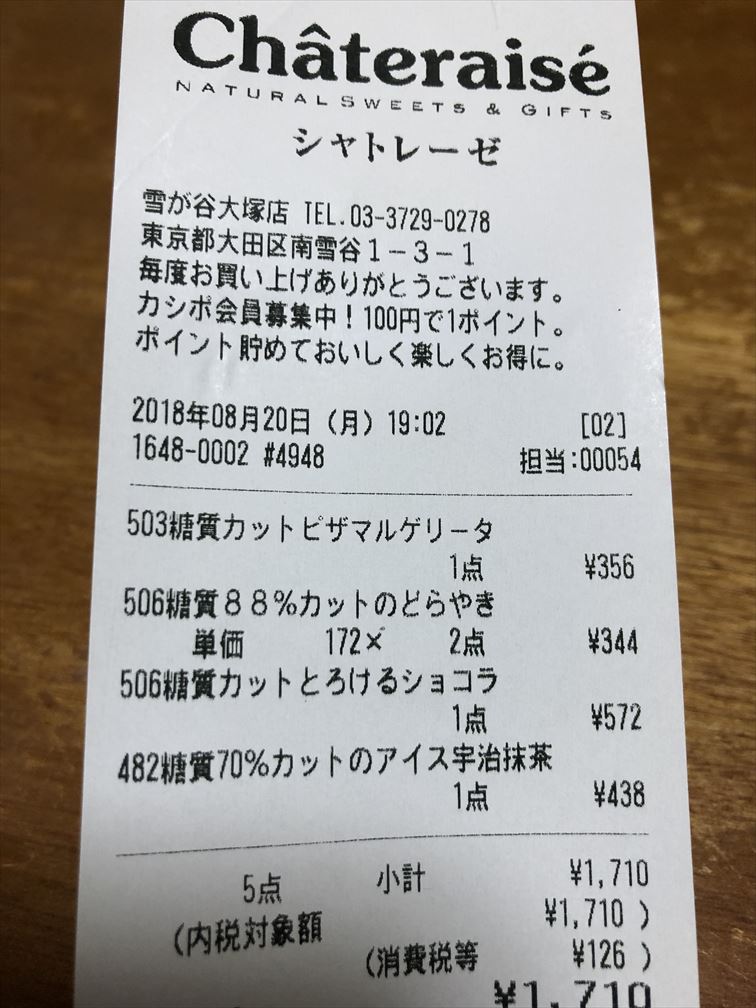 Châteraisé
NATURAL SWEETS & GIFTS
シャトレーゼ
雪が谷大塚店 TEL.03-3729-0278
東京都大田区南雪谷１－３－１
毎度お買い上げありがとうございます。
カシポ会員募集中！100円で1ポイント。
ポイント貯めておいしく楽しくお得に。
2018年08月20日（月）19:02 [02]
1648-0002 #4948 担当:00054
503糖質カットピザマルゲリータ
1点 ¥356
506糖質８８％カットのどらやき
単価 172× 2点 ¥344
506糖質カットとろけるショコラ
1点 ¥572
482糖質70%カットのアイス宇治抹茶
1点 ¥438
5点 小計 ¥1,710
(内税対象額 ¥1,710 )
(消費税等 ¥126 )
¥1,710